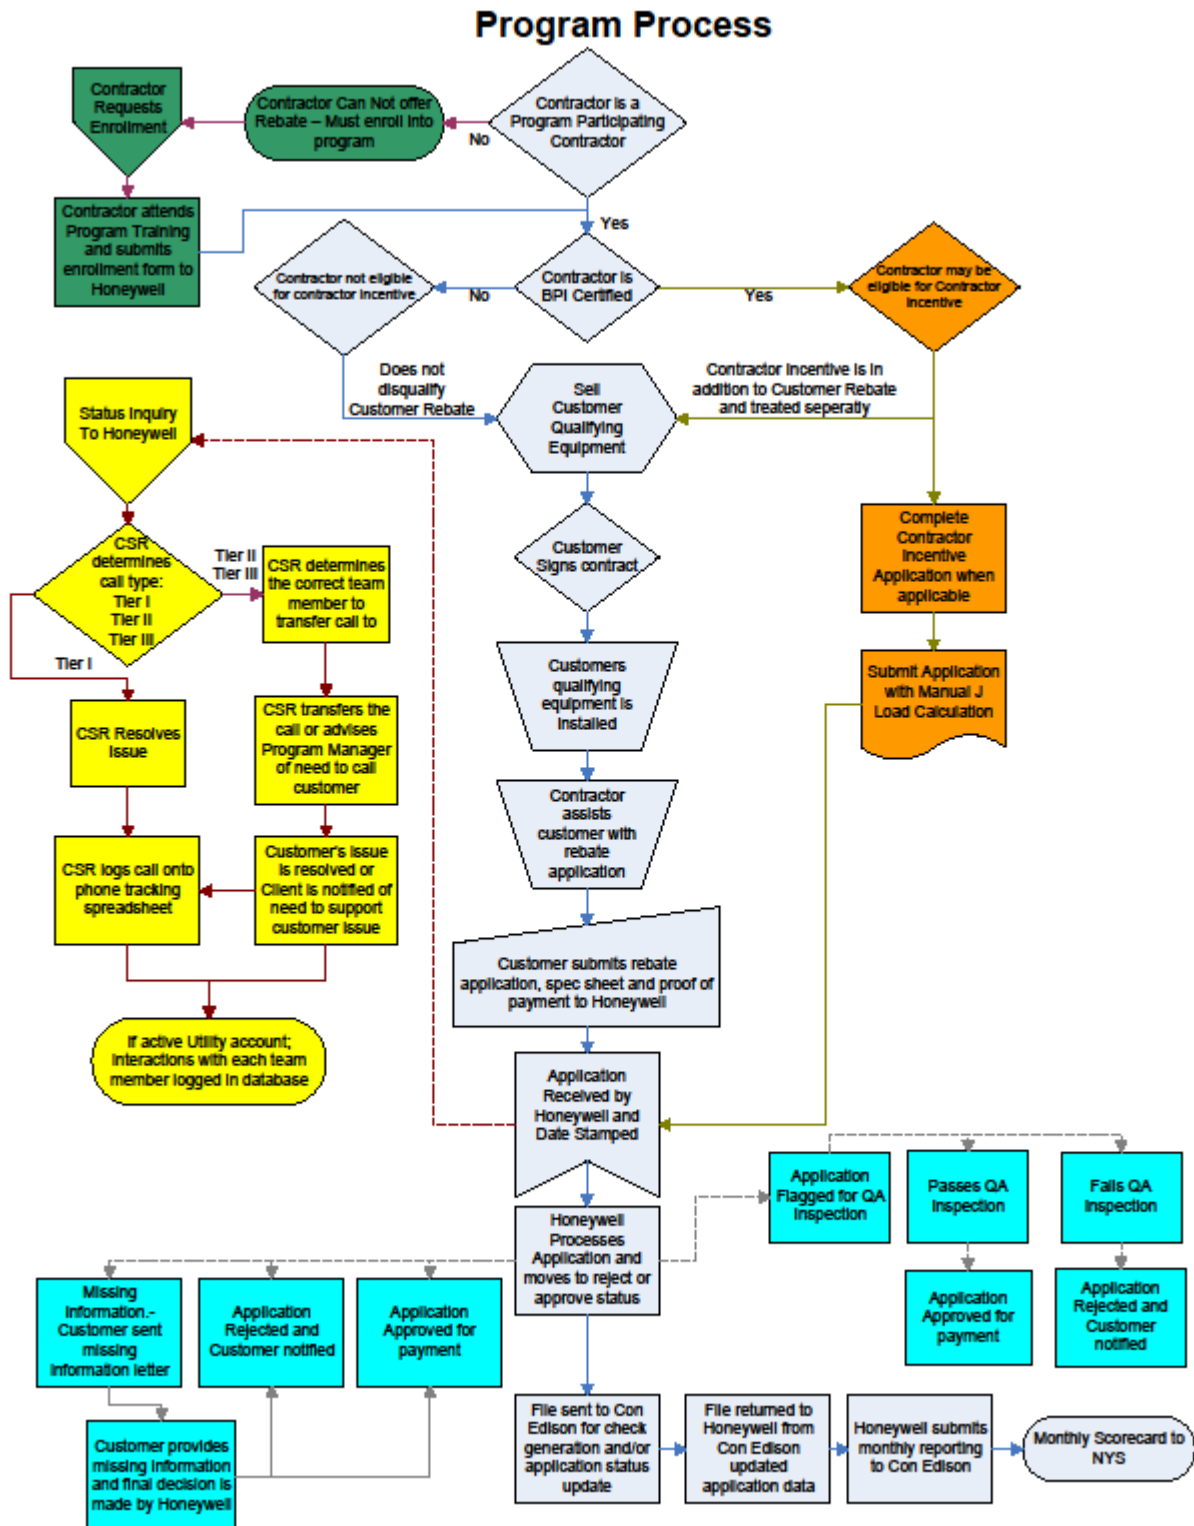 Program Process
Contractor
Requests
Enrollment
Contractor Can Not offer
Rebate – Must enroll into
program
Contractor is a
Program Participating
Contractor
No
Contractor attends
Program Training
and submits
enrollment form to
Honeywell
Yes
Contractor not eligible
for contractor incentive
No
Contractor is
BPI Certified
Yes
Contractor may be
eligible for Contractor
Incentive
Does not
disqualify
Customer Rebate
Sell
Customer
Qualifying
Equipment
Contractor Incentive is in
addition to Customer Rebate
and treated seperatly
Status Inquiry
To Honeywell
CSR
determines
call type:
Tier I
Tier II
Tier III
Tier II
Tier III
CSR determines
the correct team
member to
transfer call to
Customer
Signs contract
Complete
Contractor
Incentive
Application when
applicable
Tier I
CSR Resolves
Issue
CSR transfers the
call or advises
Program Manager
of need to call
customer
Customers
qualifying
equipment is
installed
Submit Application
with Manual J
Load Calculation
CSR logs call onto
phone tracking
spreadsheet
Customer's issue
is resolved or
Client is notified of
need to support
customer issue
Contractor
assists
customer with
rebate
application
Customer submits rebate
application, spec sheet and proof of
payment to Honeywell
If active Utility account;
interactions with each team
member logged in database
Application
Received by
Honeywell and
Date Stamped
Application
Flagged for QA
Inspection
Passes QA
Inspection
Fails QA
Inspection
Honeywell
Processes
Application and
moves to reject or
approve status
Missing
Information.-
Customer sent
missing
information letter
Application
Rejected and
Customer notified
Application
Approved for
payment
Application
Approved for
payment
Application
Rejected and
Customer
notified
Customer provides
missing information
and final decision is
made by Honeywell
File sent to Con
Edison for check
generation and/or
application status
update
File returned to
Honeywell from
Con Edison
updated
application data
Honeywell submits
monthly reporting
to Con Edison
Monthly Scorecard to
NYS